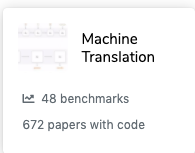 Machine
Translation
48 benchmarks
672 papers with code